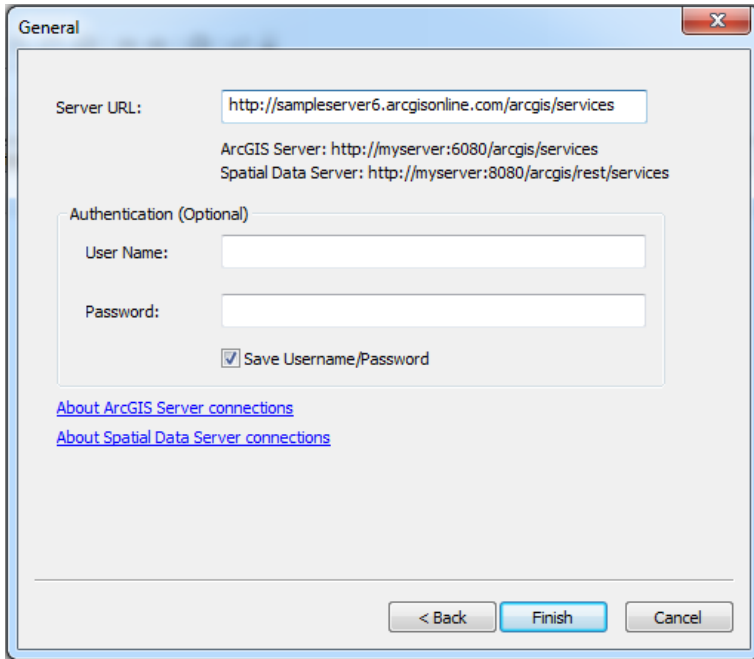 General
Server URL:
http://sampleserver6.arcgisonline.com/arcgis/services
ArcGIS Server: http://myserver:6080/arcgis/services
Spatial Data Server: http://myserver:8080/arcgis/rest/services
Authentication (Optional)
User Name:
Password:
Save Username/Password
About ArcGIS Server connections
About Spatial Data Server connections
< Back
Finish
Cancel